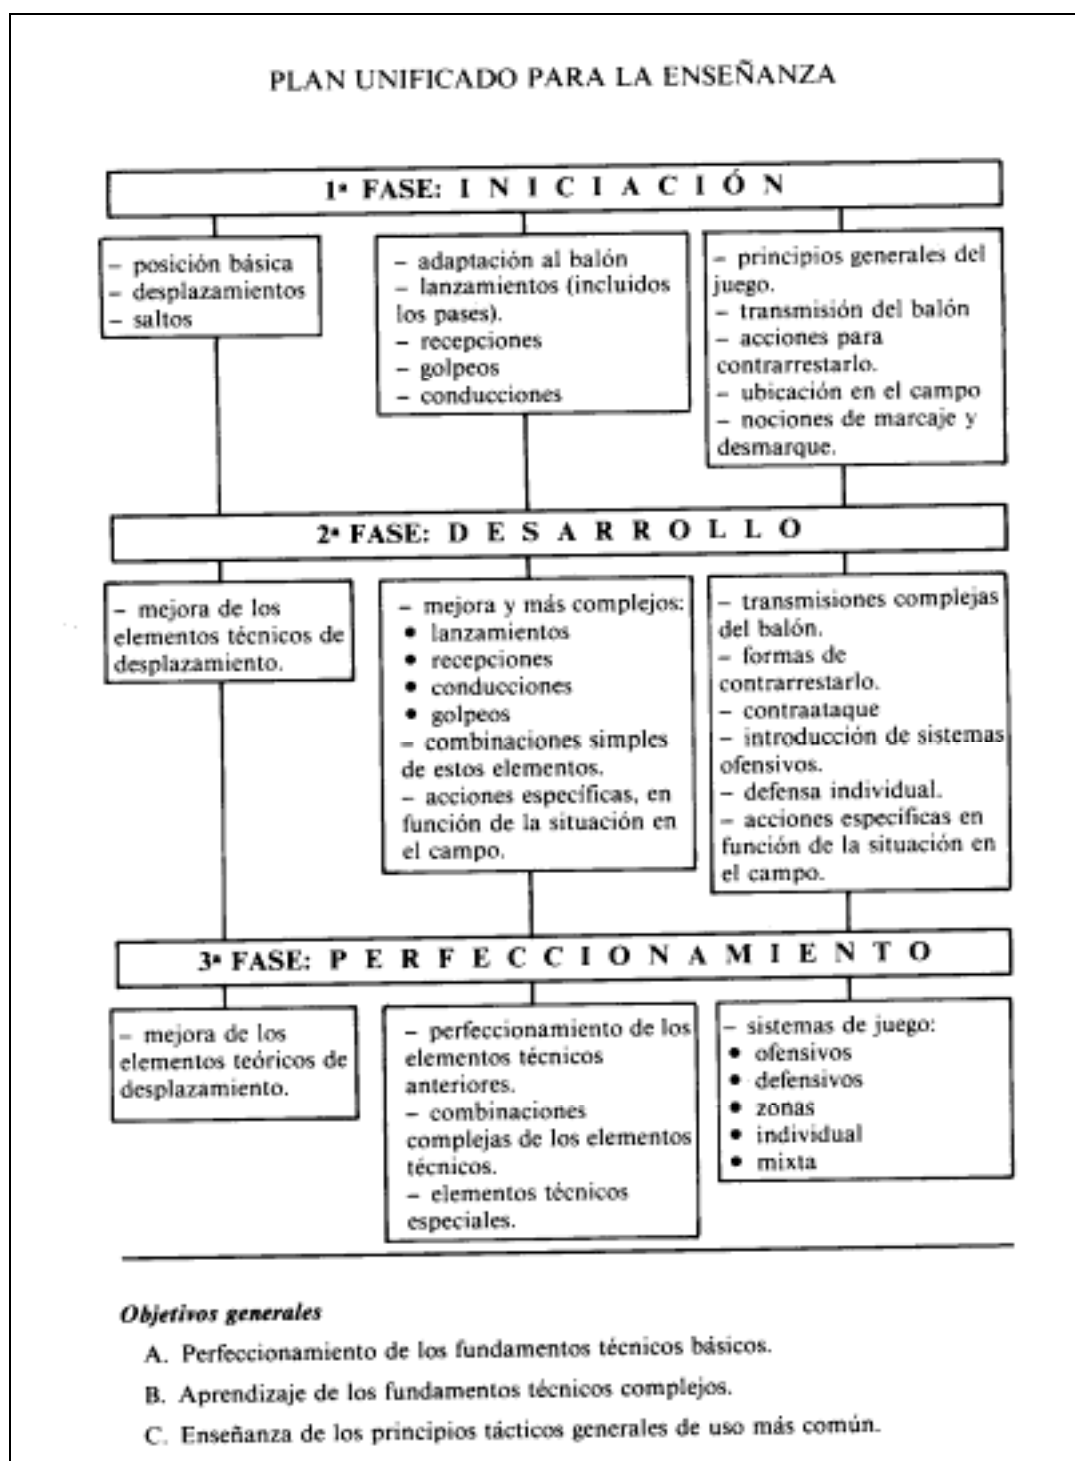 PLAN UNIFICADO PARA LA ENSEÑANZA
1ª FASE: I N I C I A C I Ó N
– posición básica
– desplazamientos
– saltos
– adaptación al balón
– lanzamientos (incluidos
los pases).
– recepciones
– golpeos
– conducciones
– principios generales del
juego.
– transmisión del balón
– acciones para
contrarrestarlo.
– ubicación en el campo
– nociones de marcaje y
desmarque.
2ª FASE: D E S A R R O L L O
– mejora de los
elementos técnicos de
desplazamiento.
– mejora y más complejos:
• lanzamientos
• recepciones
• conducciones
• golpeos
– combinaciones simples
de estos elementos.
– acciones específicas, en
función de la situación en
el campo.
– transmisiones complejas
del balón.
– formas de
contrarrestarlo.
– contraataque
– introducción de sistemas
ofensivos.
– defensa individual.
– acciones específicas en
función de la situación en
el campo.
3ª FASE: P E R F E C C I O N A M I E N T O
– mejora de los
elementos teóricos de
desplazamiento.
– perfeccionamiento de los
elementos técnicos
anteriores.
– combinaciones
complejas de los elementos
técnicos.
– elementos técnicos
especiales.
– sistemas de juego:
• ofensivos
• defensivos
• zonas
• individual
• mixta
Objetivos generales
A. Perfeccionamiento de los fundamentos técnicos básicos.
B. Aprendizaje de los fundamentos técnicos complejos.
C. Enseñanza de los principios tácticos generales de uso más común.